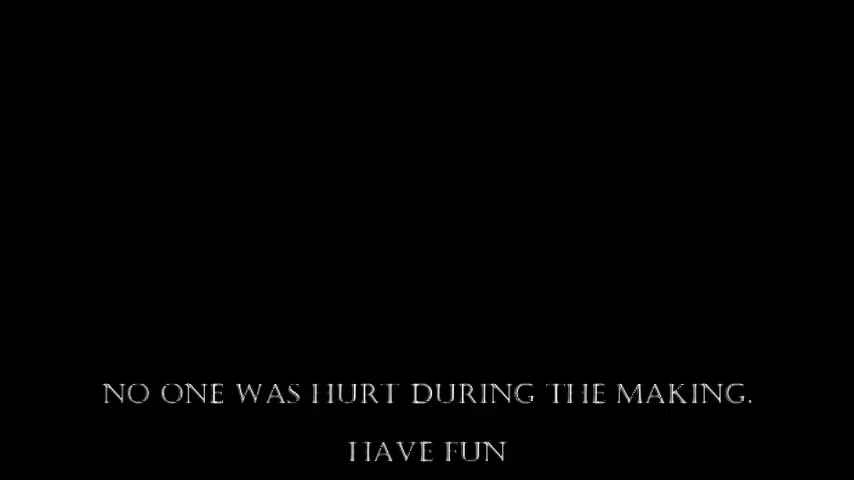 NO ONE WAS HURT DURING THE MAKING.
HAVE FUN